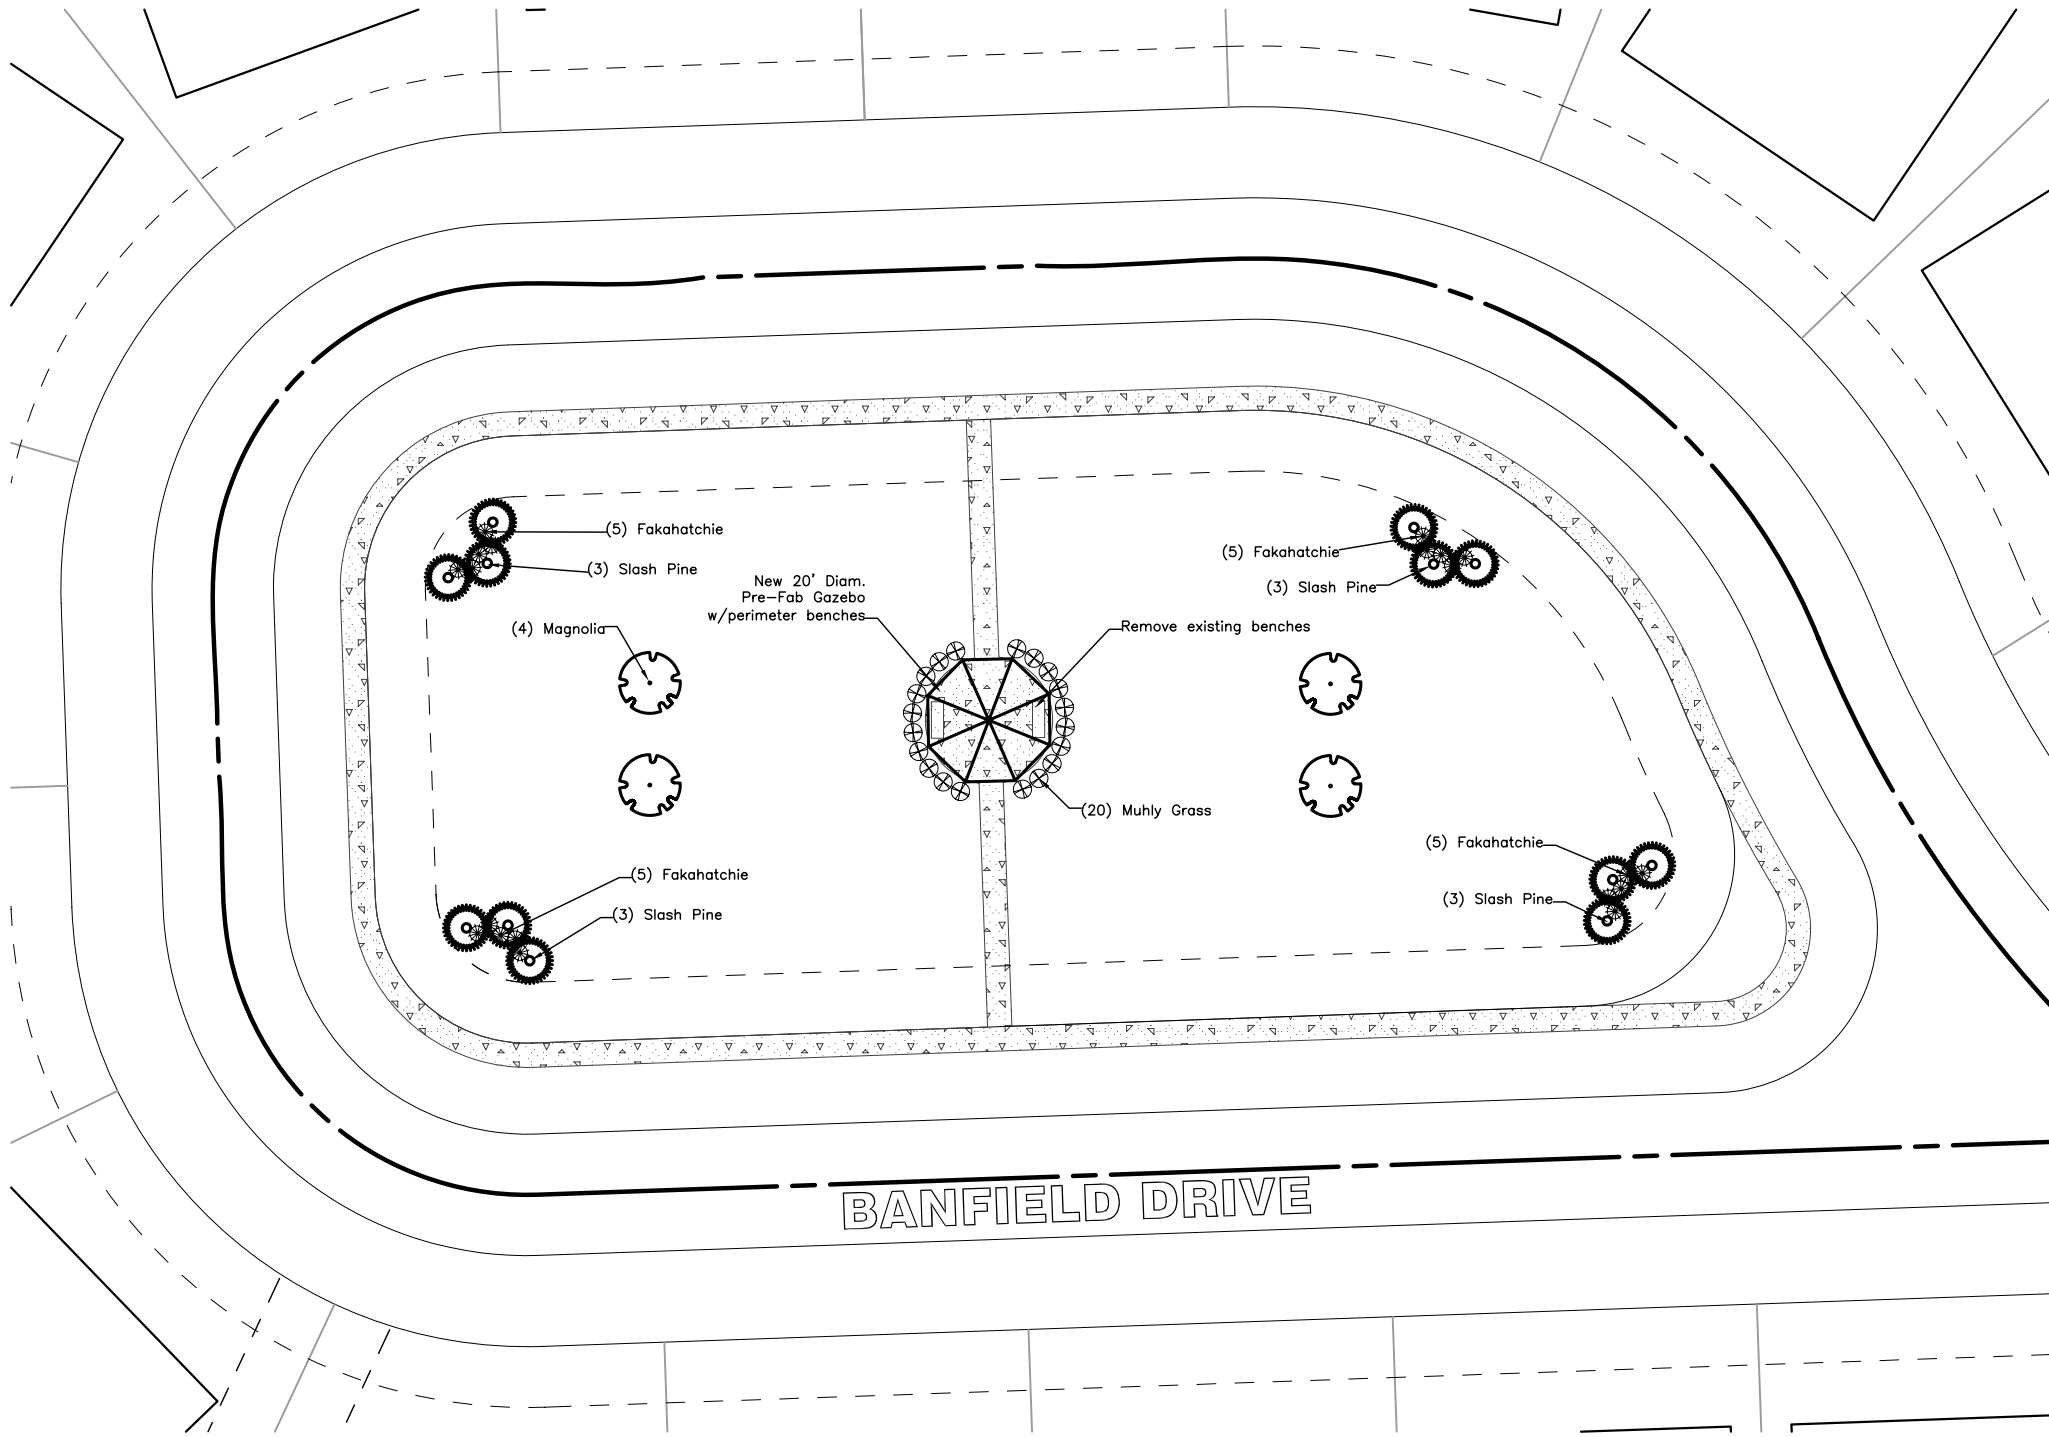 (5) Fakahatchie
(3) Slash Pine
(5) Fakahatchie
(3) Slash Pine
New 20' Diam.
Pre-Fab Gazebo
w/perimeter benches
(4) Magnolia
Remove existing benches
(20) Muhly Grass
(5) Fakahatchie
(3) Slash Pine
(5) Fakahatchie
(3) Slash Pine
BANFIELD DRIVE